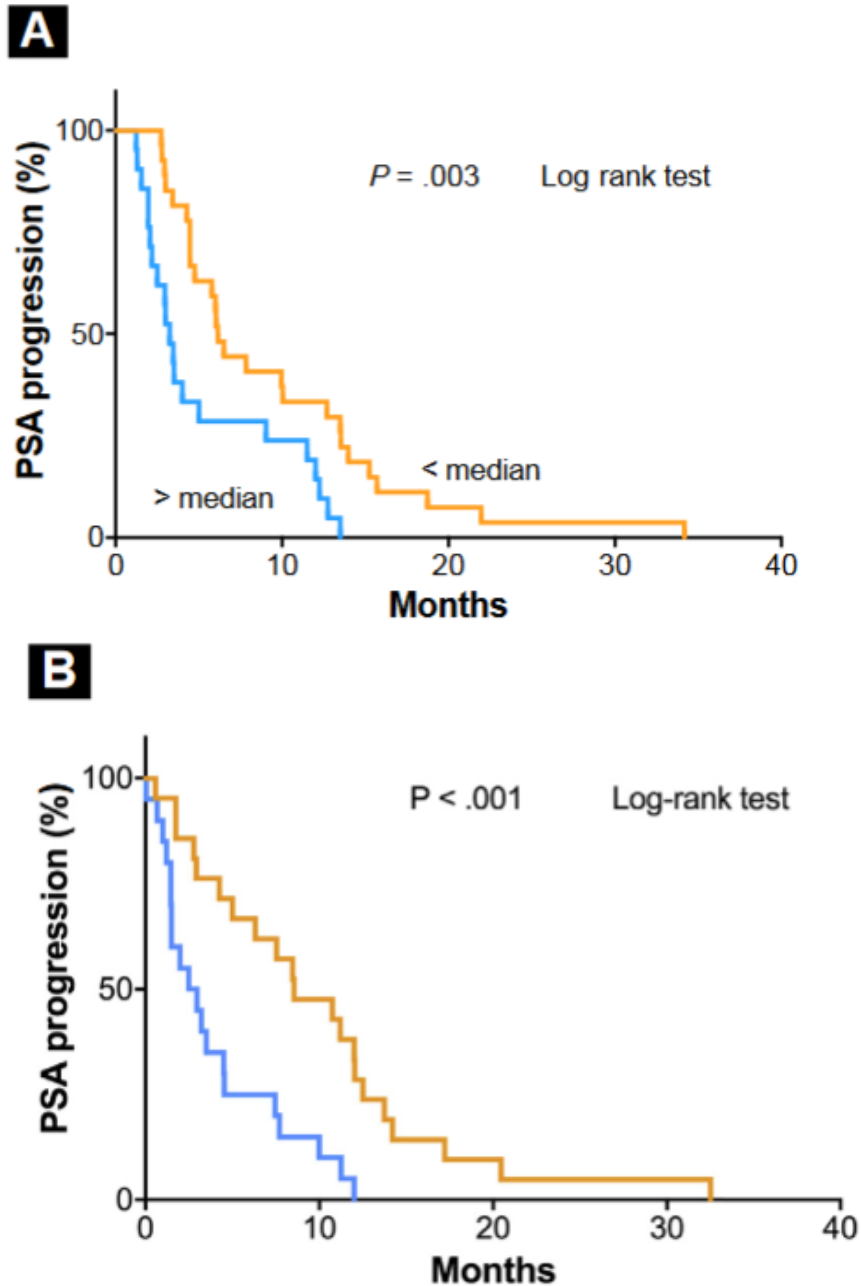 A
PSA progression (%)
100
50
0
P = .003 Log rank test
> median
< median
0 10 20 30 40
Months
B
PSA progression (%)
100
50
0
P < .001 Log-rank test
0 10 20 30 40
Months